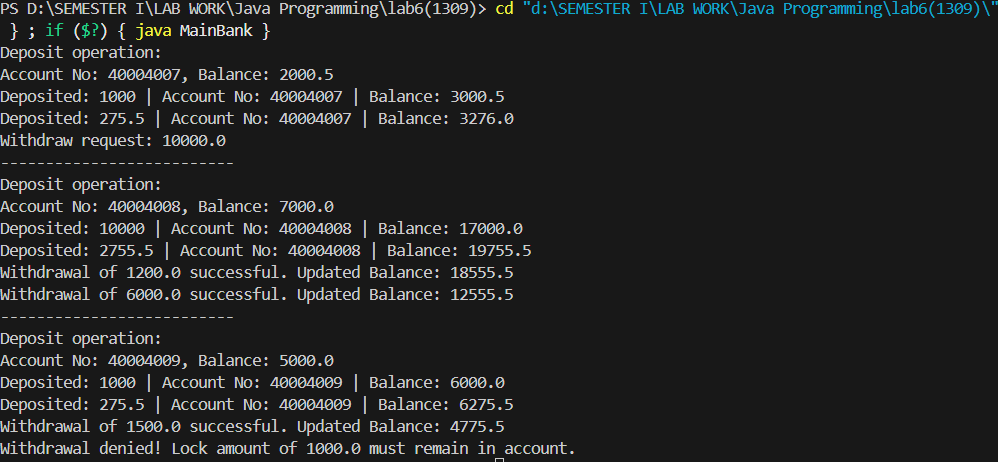 PS D:\SEMESTER I\LAB WORK\Java Programming\lab6(1309)> cd "d:\SEMESTER I\LAB WORK\Java Programming\lab6(1309)\"
 } ; if ($?) { java MainBank }
Deposit operation:
Account No: 40004007, Balance: 2000.5
Deposited: 1000 | Account No: 40004007 | Balance: 3000.5
Deposited: 275.5 | Account No: 40004007 | Balance: 3276.0
Withdraw request: 10000.0
--------------------------
Deposit operation:
Account No: 40004008, Balance: 7000.0
Deposited: 10000 | Account No: 40004008 | Balance: 17000.0
Deposited: 2755.5 | Account No: 40004008 | Balance: 19755.5
Withdrawal of 1200.0 successful. Updated Balance: 18555.5
Withdrawal of 6000.0 successful. Updated Balance: 12555.5
--------------------------
Deposit operation:
Account No: 40004009, Balance: 5000.0
Deposited: 1000 | Account No: 40004009 | Balance: 6000.0
Deposited: 275.5 | Account No: 40004009 | Balance: 6275.5
Withdrawal of 1500.0 successful. Updated Balance: 4775.5
Withdrawal denied! Lock amount of 1000.0 must remain in account.